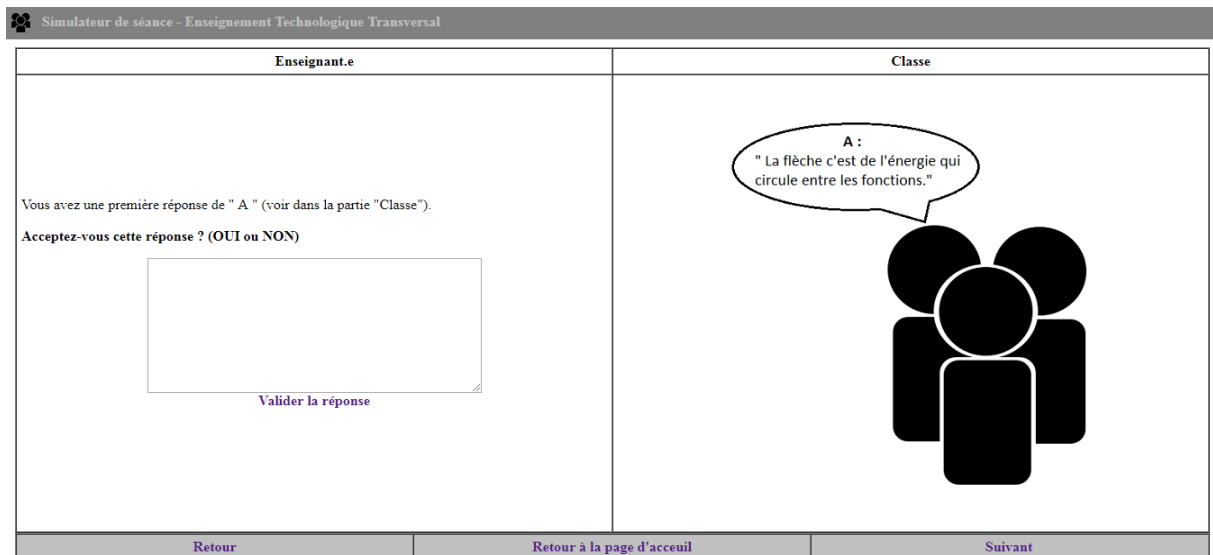 Simulateur de séance - Enseignement Technologique Transversal
Enseignant.e
Classe
Vous avez une première réponse de " A " (voir dans la partie "Classe").
Acceptez-vous cette réponse ? (OUI ou NON)
Valider la réponse
A :
" La flèche c'est de l'énergie qui
circule entre les fonctions."
Retour
Retour à la page d'acceuil
Suivant